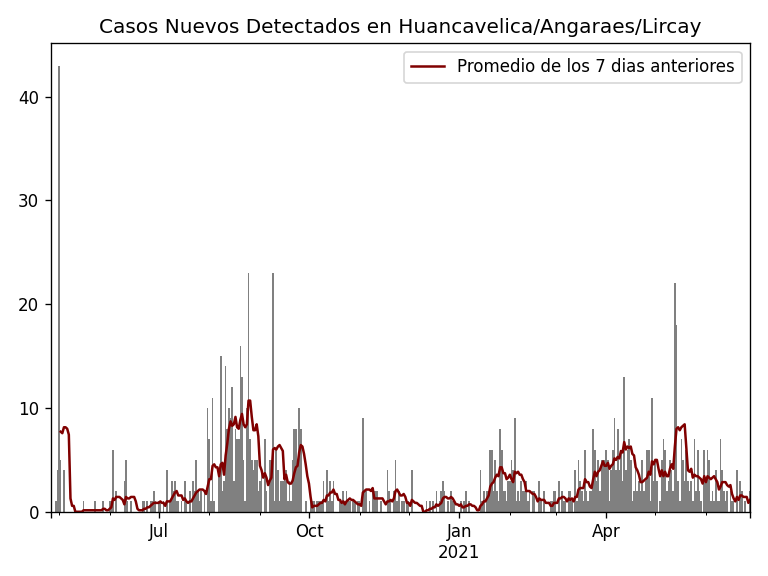 Casos Nuevos Detectados en Huancavelica/Angaraes/Lircay
Promedio de los 7 dias anteriores
40
30
20
10
0
Jul
Oct
Jan
2021
Apr